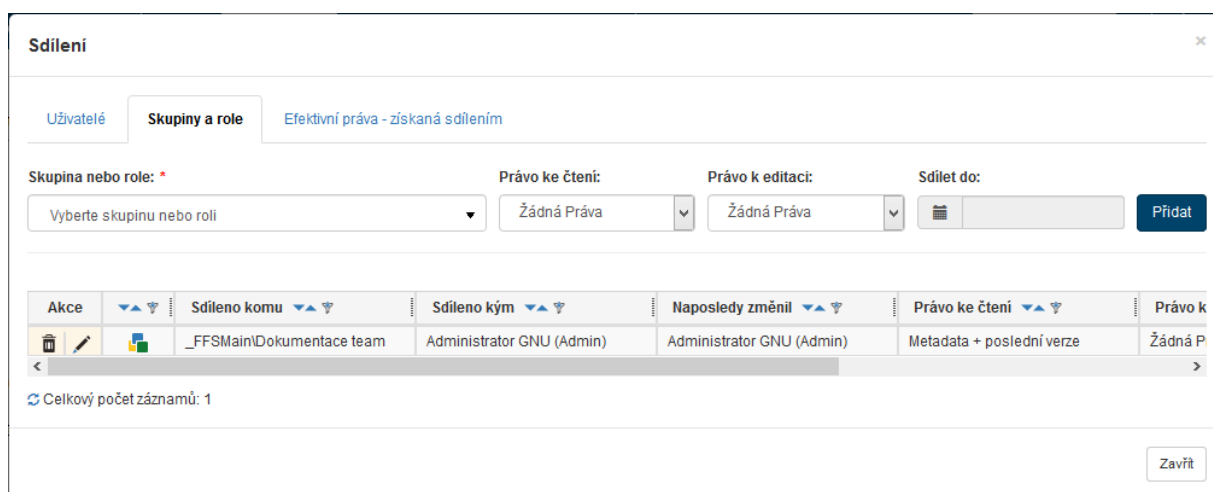 Sdílení
×
Uživatelé Skupiny a role Efektivní práva - získaná sdílením
Skupina nebo role: * Právo ke čtení: Právo k editaci: Sdílet do:
Vyberte skupinu nebo roli Žádná Práva Žádná Práva Přidat
Akce Sdíleno komu Sdíleno kým Naposledy změnil Právo ke čtení Právo k
_FFSMain\Dokumentace team Administrator GNU (Admin) Administrator GNU (Admin) Metadata + poslední verze Žádná P
Celkový počet záznamů: 1
Zavřít